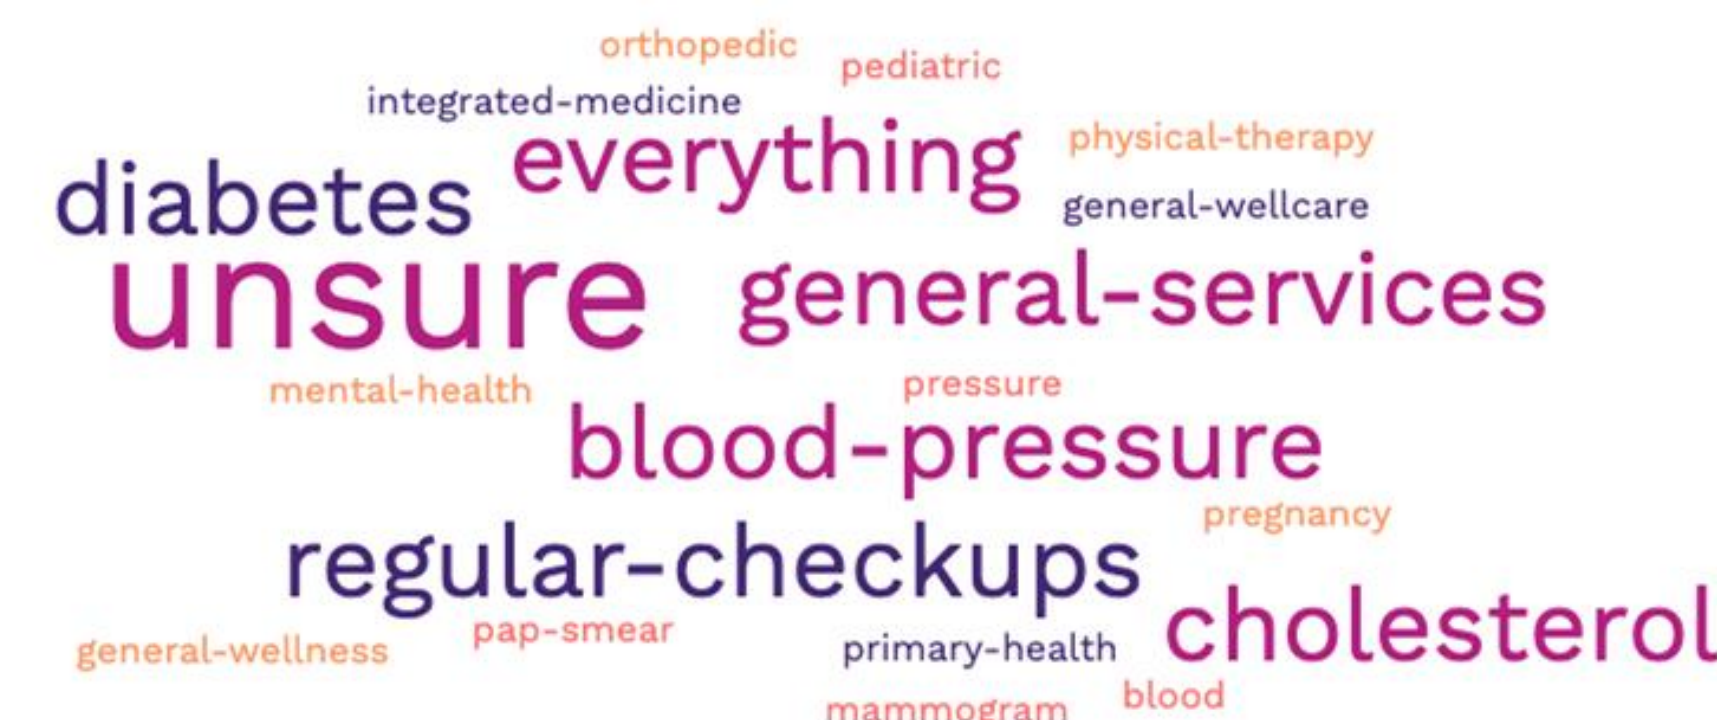 orthopedic
pediatric
integrated-medicine
everything
physical-therapy
diabetes
general-wellcare
unsure
general-services
mental-health
pressure
blood-pressure
pregnancy
regular-checkups
cholesterol
general-wellness
pap-smear
primary-health
blood
mammogram